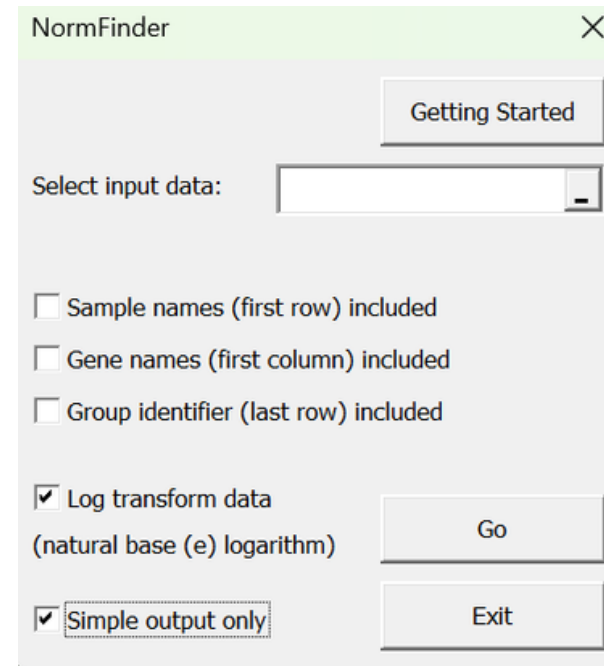 NormFinder
Getting Started
Select input data:
Sample names (first row) included
Gene names (first column) included
Group identifier (last row) included
Log transform data
(natural base (e) logarithm)
Go
Simple output only
Exit